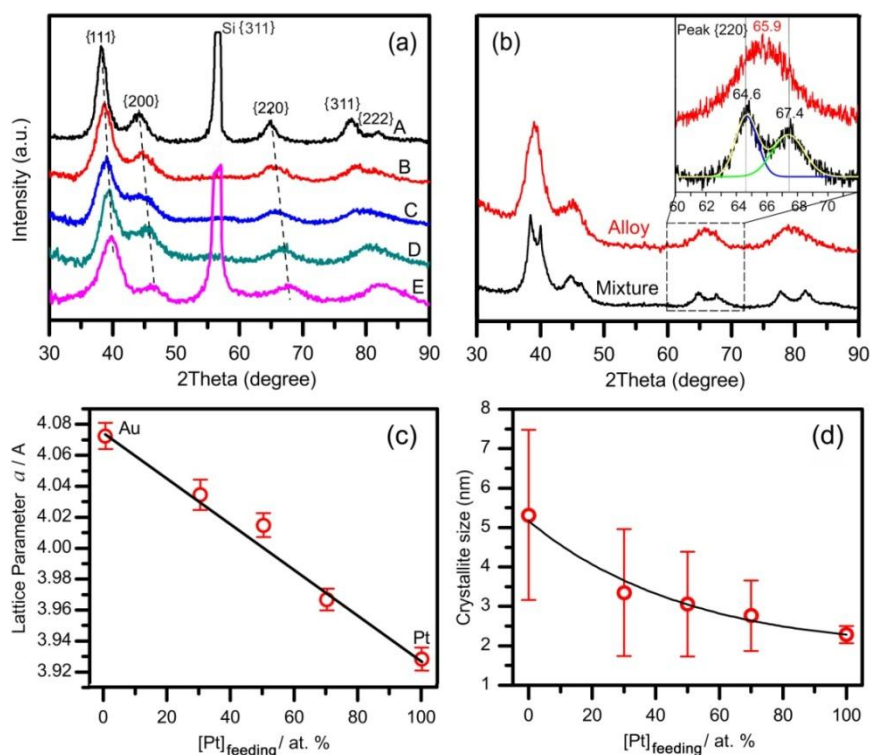 (a)
{111}
{200}
Si {311}
{220}
{311}
{222}
A
B
C
D
E
Intensity (a.u.)
30 40 50 60 70 80 90
2Theta (degree)
(b)
Peak {220}
65.9
64.6
67.4
60 62 64 66 68 70
Alloy
Mixture
30 40 50 60 70 80 90
2Theta (degree)
(c)
Au
Pt
4.08
4.06
4.04
4.02
4.00
3.98
3.96
3.94
3.92
Lattice Parameter a / A
0 20 40 60 80 100
[Pt]feeding/ at. %
(d)
8
7
6
5
4
3
2
1
Crystallite size (nm)
0 20 40 60 80 100
[Pt]feeding/ at. %